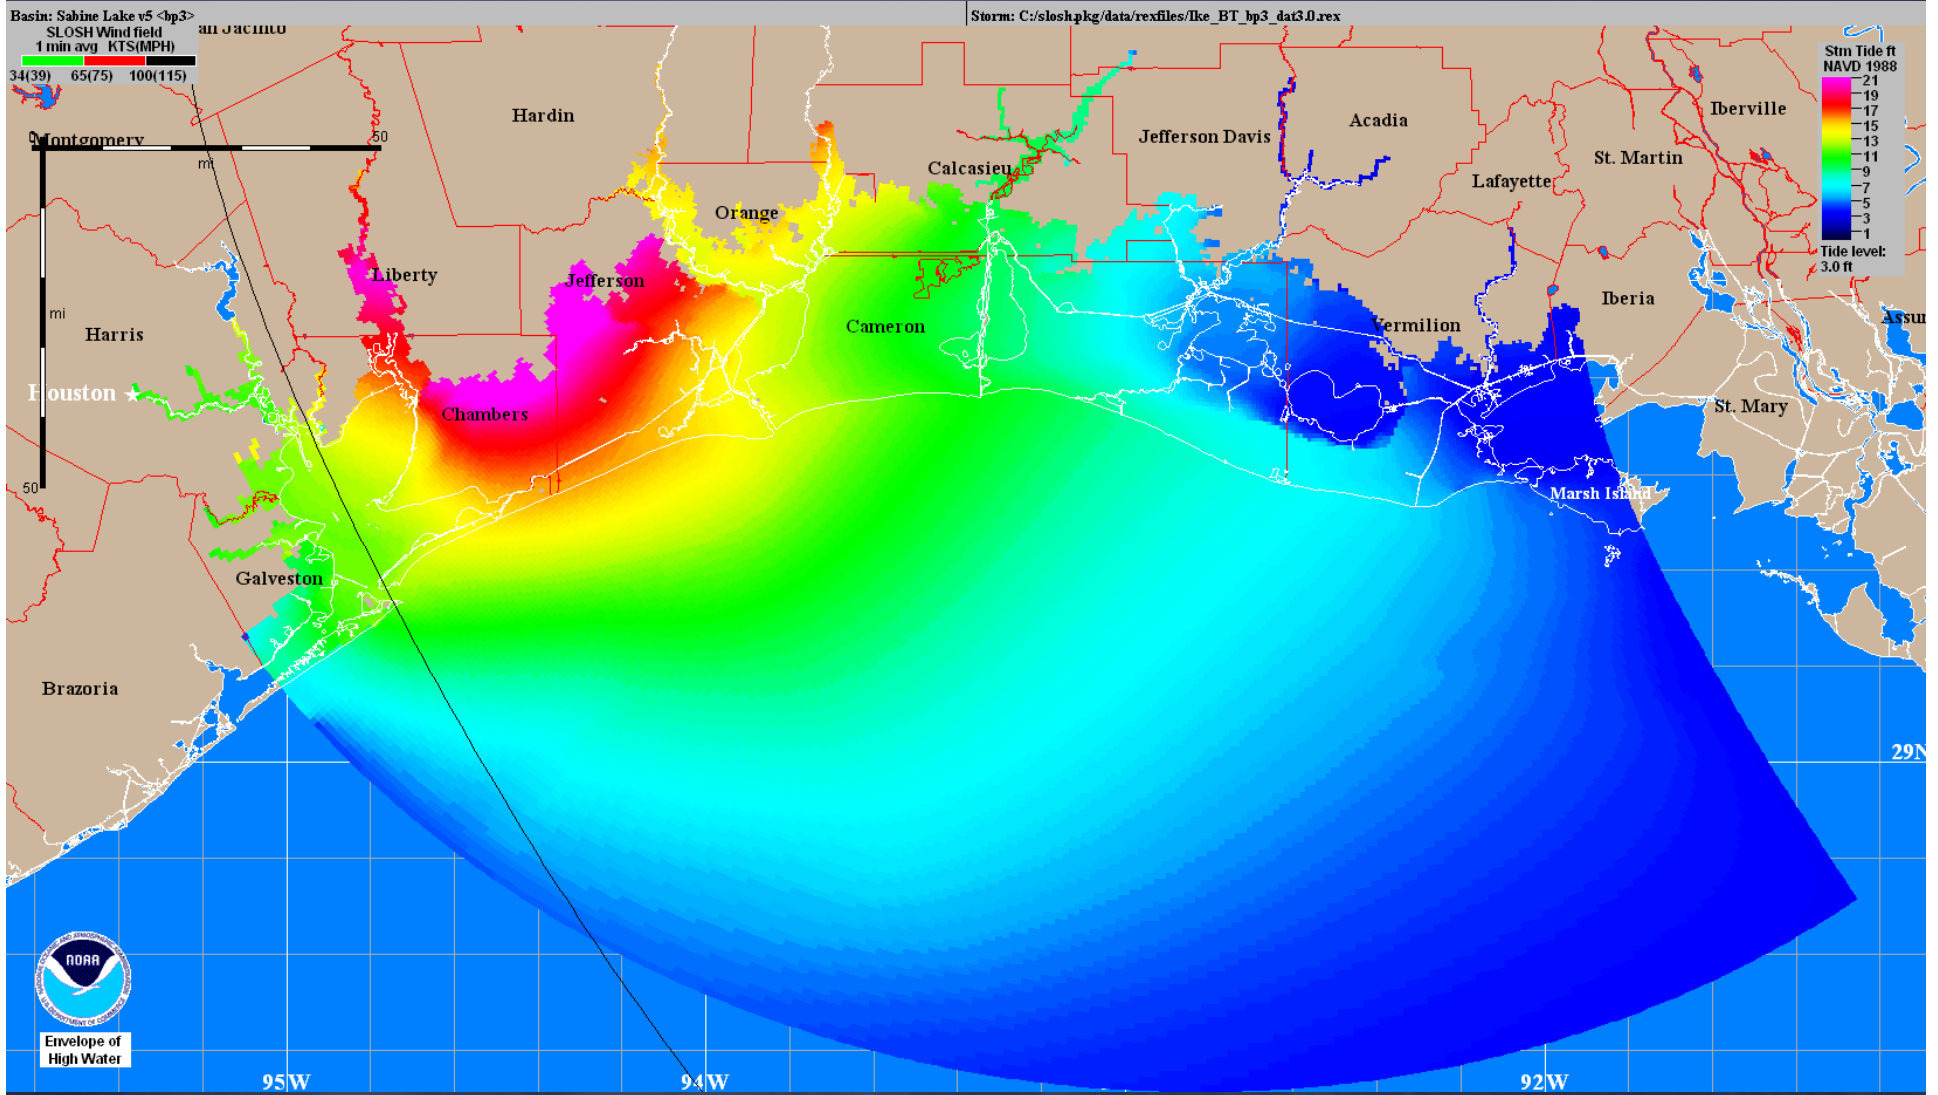 Basin: Sabine Lake v5 <bp3>
Storm: C:/slosh.pkg/data/rexfiles/Ike_BT_bp3_dat3.0.rex
SLOSH Wind field
1 min avg KTS(MPH)
34(39) 65(75) 100(115)
an Jacinto
Stm Tide ft
NAVD 1988
21
19
17
15
13
11
9
7
5
3
1
Tide level:
3.0 ft
Iberville
Hardin
Acadia
Jefferson Davis
0
Montgomery
50
mi
St. Martin
Calcasieu
Lafayette
Orange
Liberty
Jefferson
Iberia
mi
Assu
Cameron
Vermilion
Harris
Houston
St. Mary
Chambers
50
Marsh Island
Galveston
Brazoria
29N
NOAA
Envelope of
High Water
95W
94W
92W